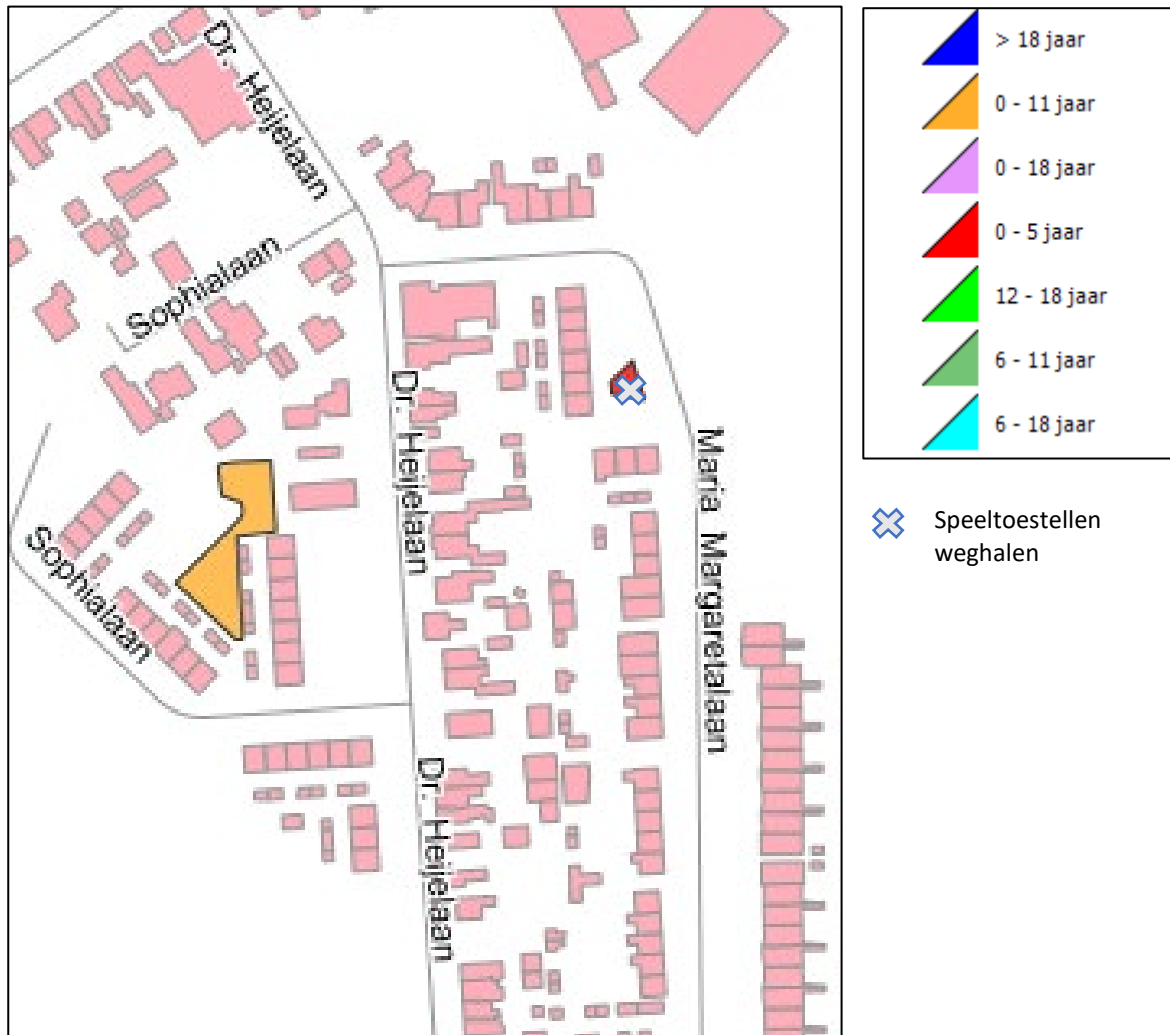 Dr. Heijelaan
Sophialaan
Dr. Heijelaan
Maria Margaretalaan
Sophialaan
Dr. Heijelaan
> 18 jaar
0 - 11 jaar
0 - 18 jaar
0 - 5 jaar
12 - 18 jaar
6 - 11 jaar
6 - 18 jaar
Speeltoestellen
weghalen